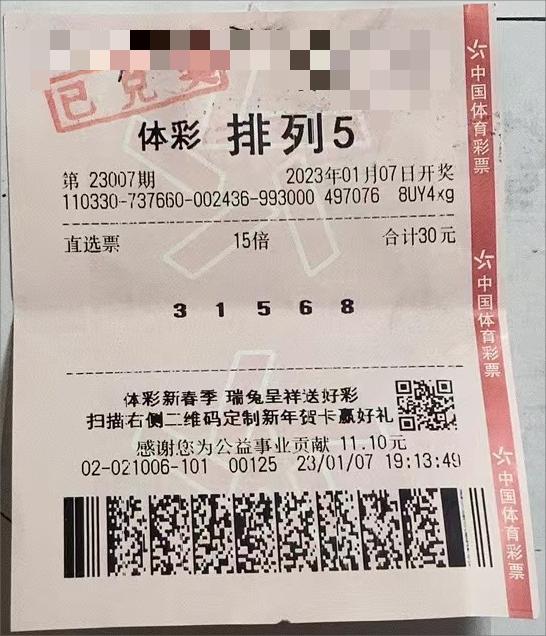 已兑奖
体彩 排列5
第 23007期 2023年01月07日开奖
110330-737660-002436-993000 497076 8UY4xg
直选票 15倍 合计30元
3 1 5 6 8
体彩新春季 瑞兔呈祥送好彩
扫描右侧二维码定制新年贺卡赢好礼
感谢您为公益事业贡献 11.10元
02-021006-101 00125 23/01/07 19:13:49
中国体育彩票
中国体育彩票
中国体育彩票